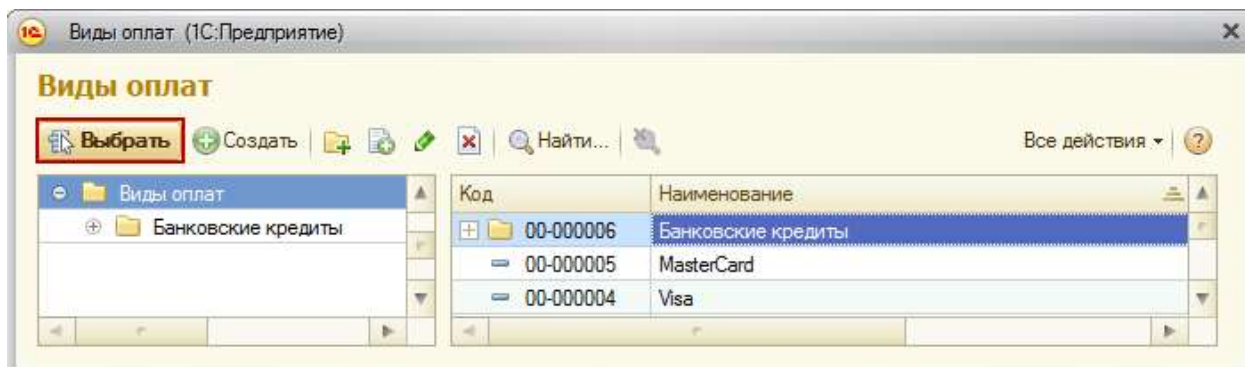 1С Виды оплат (1С:Предприятие)
Виды оплат
Выбрать Создать Найти... Все действия ?
Виды оплат Код Наименование
Банковские кредиты 00-000006 Банковские кредиты
00-000005 MasterCard
00-000004 Visa